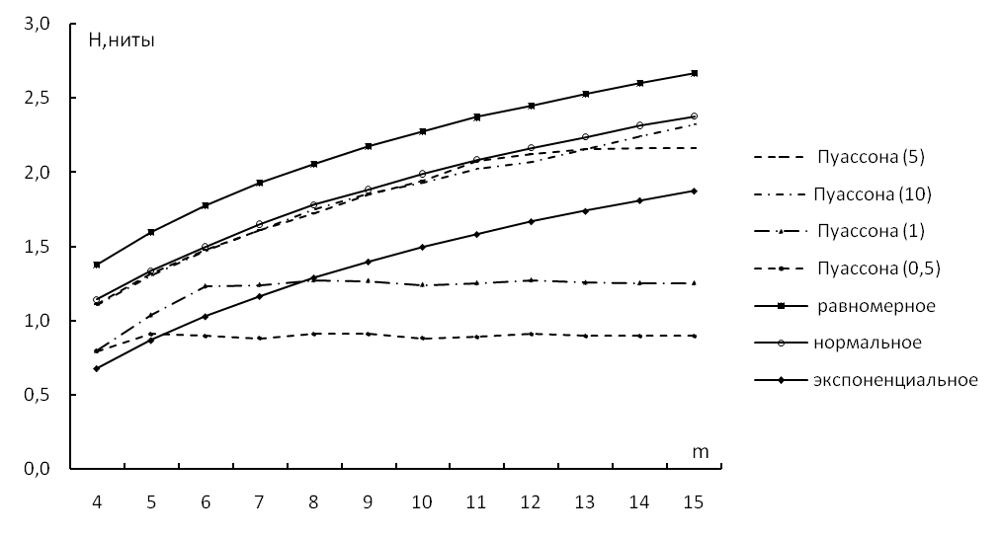 3,0
H,ниты
2,5
2,0
1,5
1,0
0,5
0,0
m
4 5 6 7 8 9 10 11 12 13 14 15
Пуассона (5)
Пуассона (10)
Пуассона (1)
Пуассона (0,5)
равномерное
нормальное
экспоненциальное